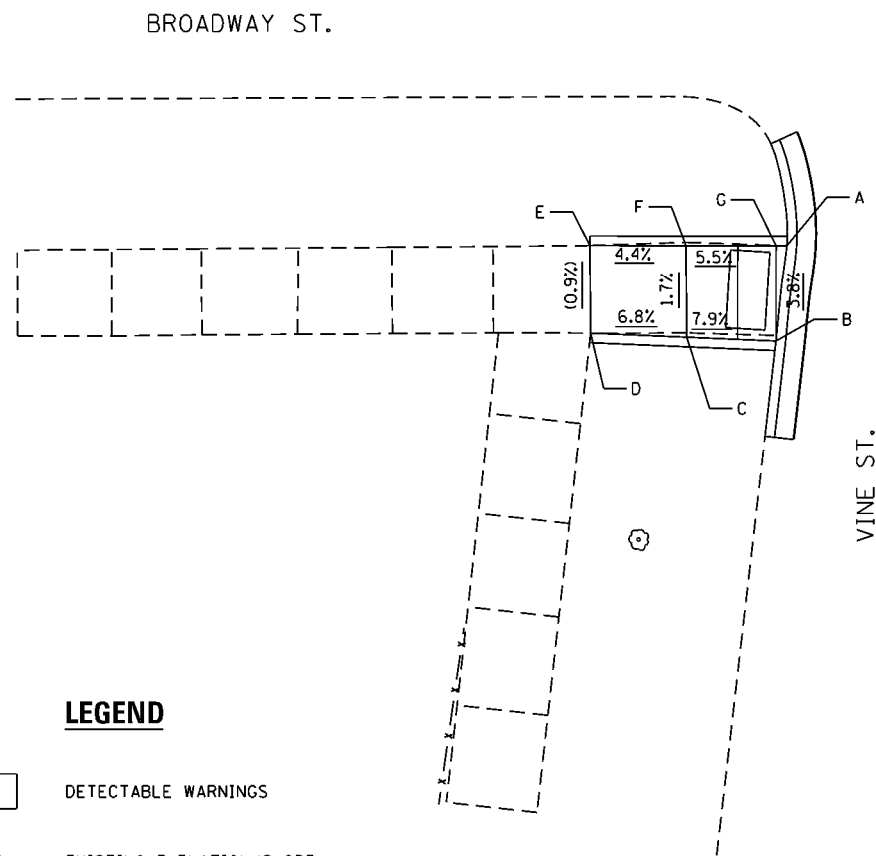 BROADWAY ST.
E
F
G
A
4.4%
5.5%
(0.9%)
1.7%
3.8%
6.8%
7.9%
B
D
C
VINE ST.
LEGEND
DETECTABLE WARNINGS